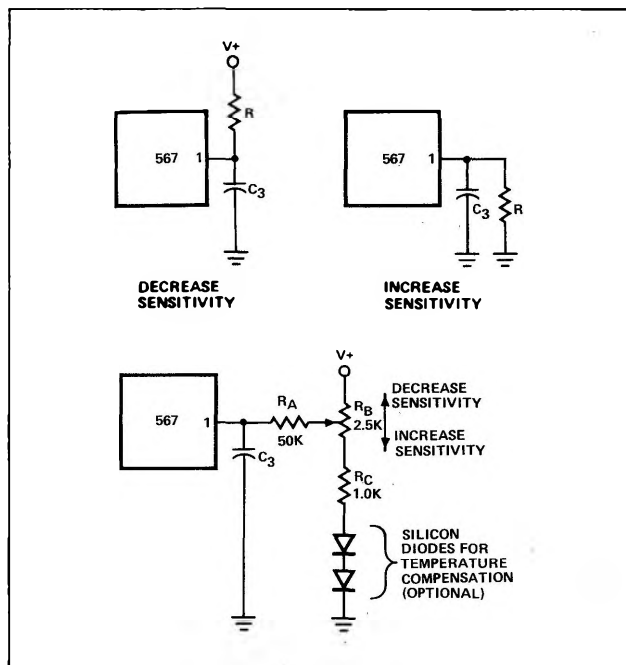 V+
R
567 1
C3
DECREASE
SENSITIVITY
567 1
C3
R
INCREASE
SENSITIVITY
V+
567 1
RA
50K
C3
RB
2.5K
DECREASE
SENSITIVITY
INCREASE
SENSITIVITY
RC
1.0K
SILICON
DIODES FOR
TEMPERATURE
COMPENSATION
(OPTIONAL)